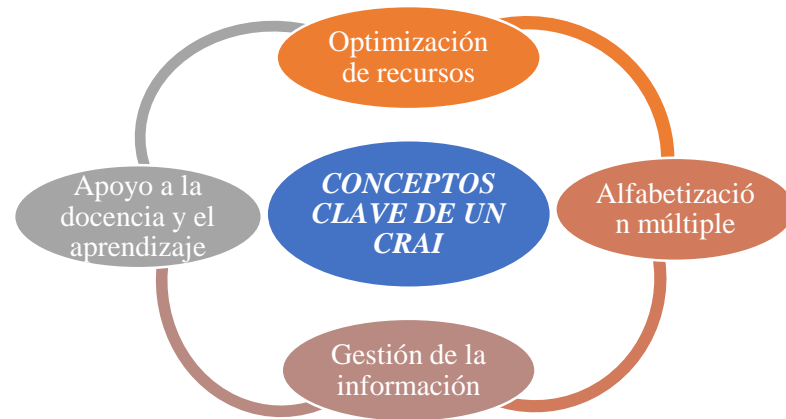 Optimización
de recursos
Apoyo a la
docencia y el
aprendizaje
CONCEPTOS
CLAVE DE UN
CRAI
Alfabetizació
n múltiple
Gestión de la
información